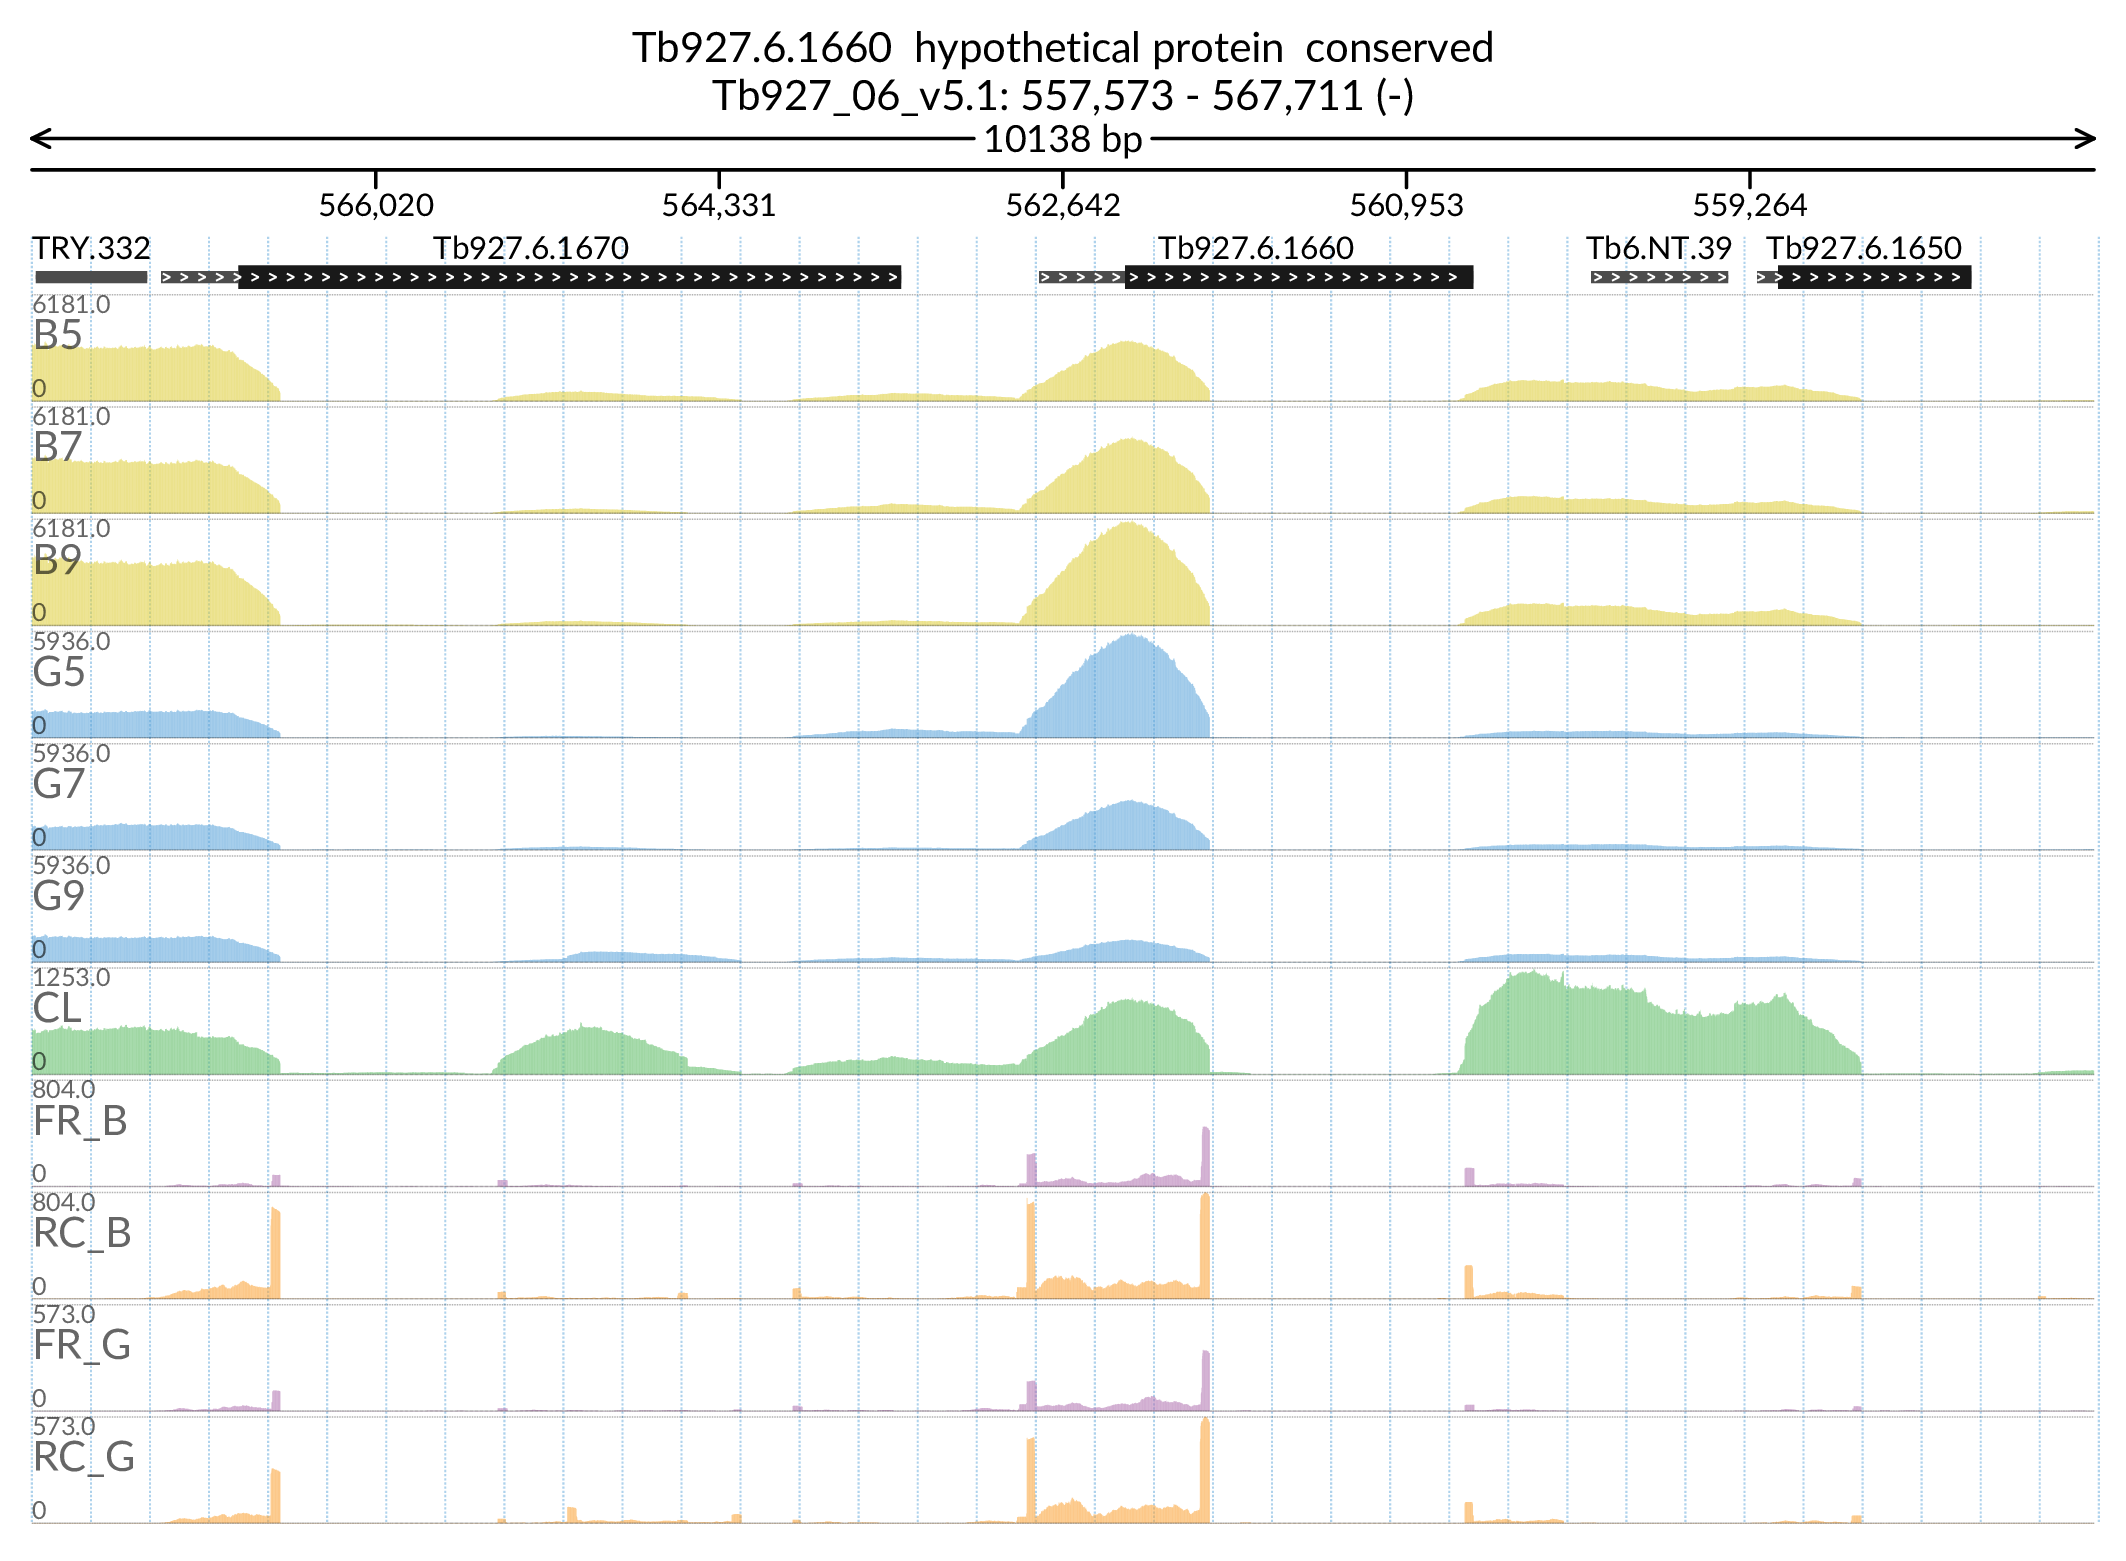 Tb927.6.1660  hypothetical protein  conserved
Tb927_06_v5.1: 557,573 - 567,711 (-)
10138 bp
566,020 564,331 562,642 560,953 559,264
TRY.332 Tb927.6.1670 Tb927.6.1660 Tb6.NT.39 Tb927.6.1650
6181.0
B5
0
6181.0
B7
0
6181.0
B9
0
5936.0
G5
0
5936.0
G7
0
5936.0
G9
0
1253.0
CL
0
804.0
FR_B
0
804.0
RC_B
0
573.0
FR_G
0
573.0
RC_G
0